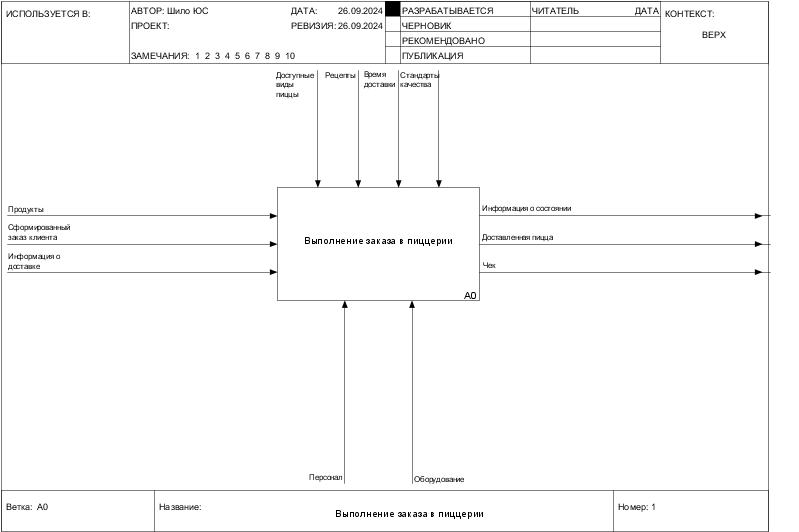 ИСПОЛЬЗУЕТСЯ В:
АВТОР: Шило ЮС
ДАТА: 26.09.2024
ПРОЕКТ:
РЕВИЗИЯ: 26.09.2024
ЗАМЕЧАНИЯ: 1 2 3 4 5 6 7 8 9 10
РАЗРАБАТЫВАЕТСЯ
ЧЕРНОВИК
РЕКОМЕНДОВАНО
ПУБЛИКАЦИЯ
ЧИТАТЕЛЬ
ДАТА
КОНТЕКСТ:
ВЕРХ
Доступные
виды
пиццы
Рецепты
Время
доставки
Стандарты
качества
Продукты
Сформированный
заказ клиента
Информация о
доставке
Выполнение заказа в пиццерии
A0
Информация о состоянии
Доставленная пицца
Чек
Персонал
Оборудование
Ветка: A0
Название:
Выполнение заказа в пиццерии
Номер: 1